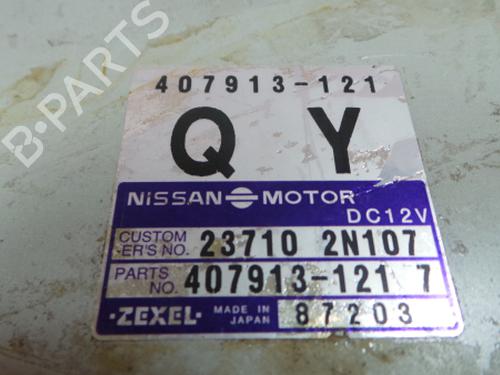 B-PARTS
407913-121
Q Y
NISSAN MOTOR
DC12V
CUSTOM -ER'S NO. 23710 2N107
PARTS NO. 407913-121 7
·ZEXEL· MADE IN JAPAN 87203